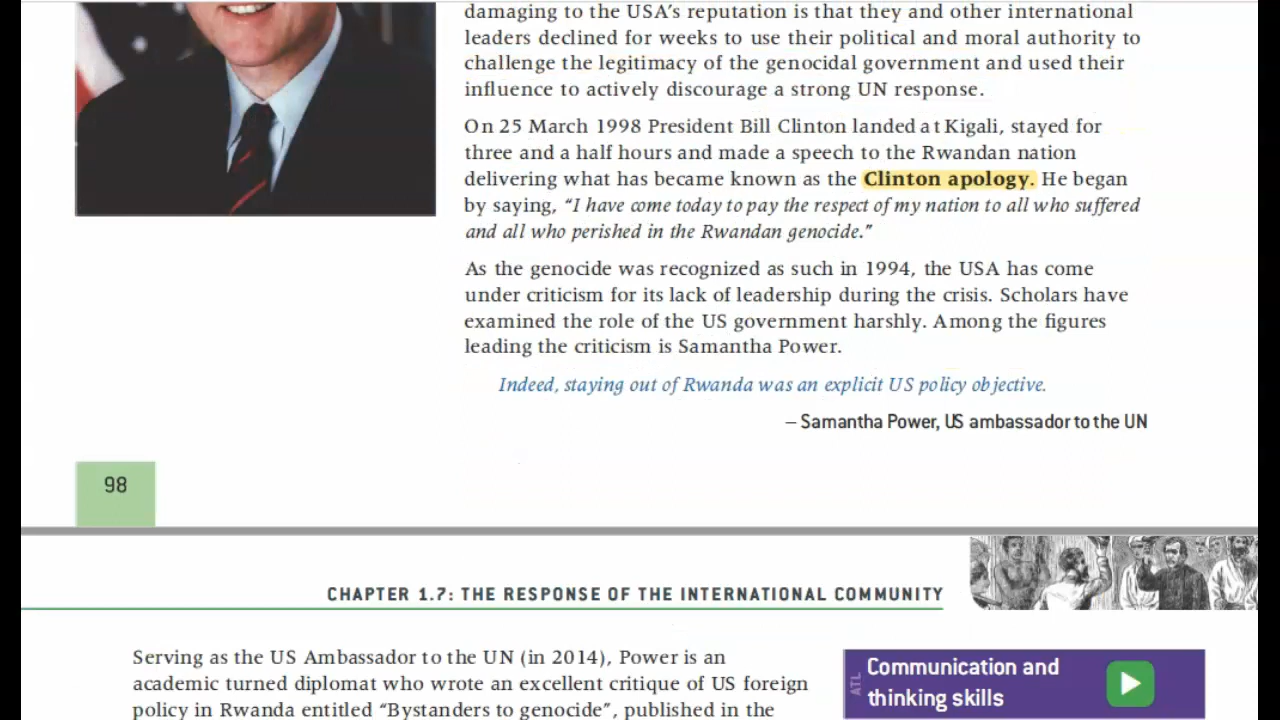 damaging to the USA's reputation is that they and other international
leaders declined for weeks to use their political and moral authority to
challenge the legitimacy of the genocidal government and used their
influence to actively discourage a strong UN response.
On 25 March 1998 President Bill Clinton landed at Kigali, stayed for
three and a half hours and made a speech to the Rwandan nation
delivering what has became known as the Clinton apology. He began
by saying, “I have come today to pay the respect of my nation to all who suffered
and all who perished in the Rwandan genocide.”
As the genocide was recognized as such in 1994, the USA has come
under criticism for its lack of leadership during the crisis. Scholars have
examined the role of the US government harshly. Among the figures
leading the criticism is Samantha Power.
Indeed, staying out of Rwanda was an explicit US policy objective.
– Samantha Power, US ambassador to the UN
98
CHAPTER 1.7: THE RESPONSE OF THE INTERNATIONAL COMMUNITY
Serving as the US Ambassador to the UN (in 2014), Power is an
academic turned diplomat who wrote an excellent critique of US foreign
policy in Rwanda entitled “Bystanders to genocide”, published in the
ATL
Communication and
thinking skills